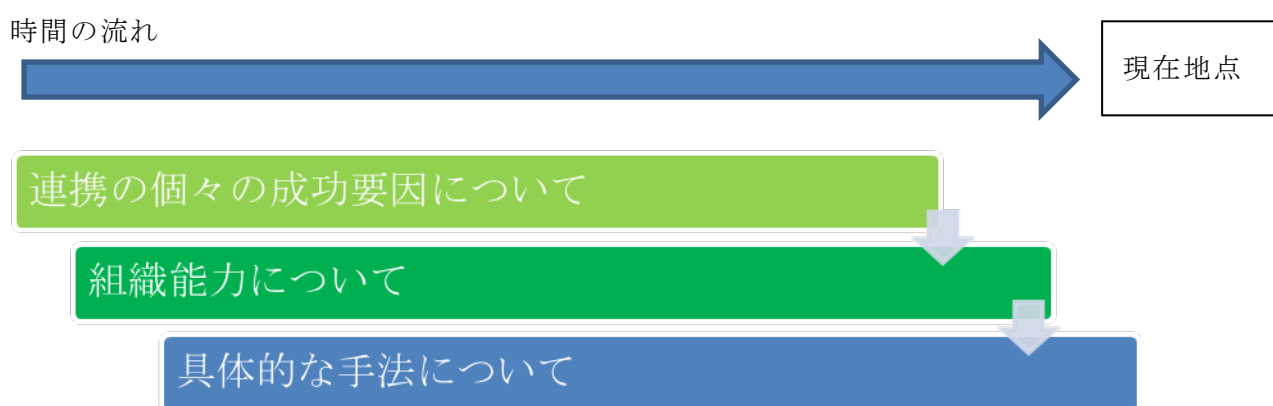 時間の流れ
現在地点
連携の個々の成功要因について
組織能力について
具体的な手法について